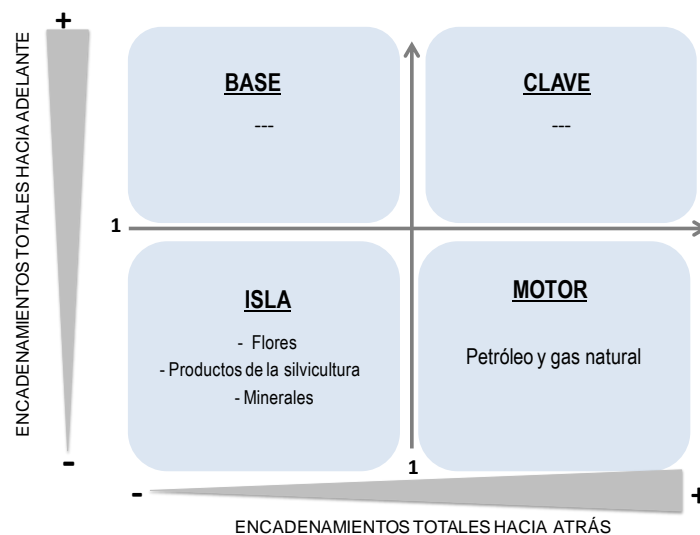 +
ENCADENAMIENTOS TOTALES HACIA ADELANTE
-
BASE
---
CLAVE
---
1
ISLA
- Flores
- Productos de la silvicultura
- Minerales
MOTOR
Petróleo y gas natural
1
-
+
ENCADENAMIENTOS TOTALES HACIA ATRÁS